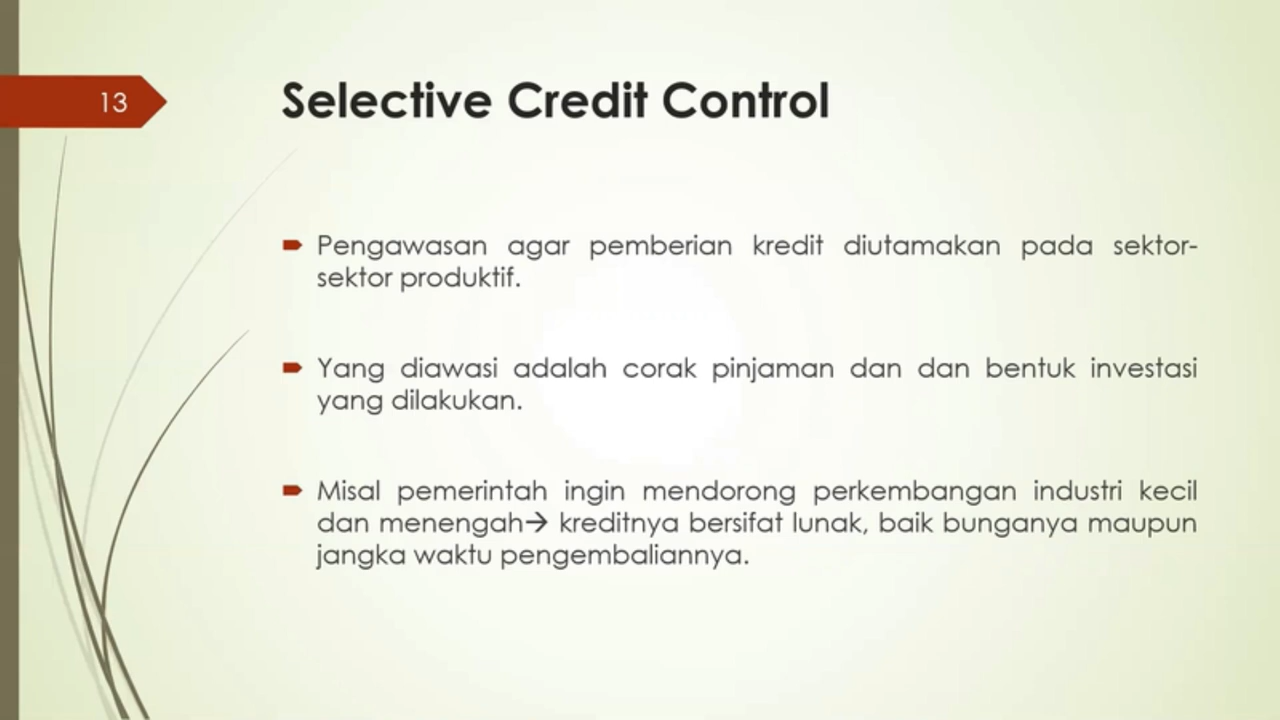 13
Selective Credit Control
Pengawasan agar pemberian kredit diutamakan pada sektor-
sektor produktif.
Yang diawasi adalah corak pinjaman dan dan bentuk investasi
yang dilakukan.
Misal pemerintah ingin mendorong perkembangan industri kecil
dan menengah→ kreditnya bersifat lunak, baik bunganya maupun
jangka waktu pengembaliannya.